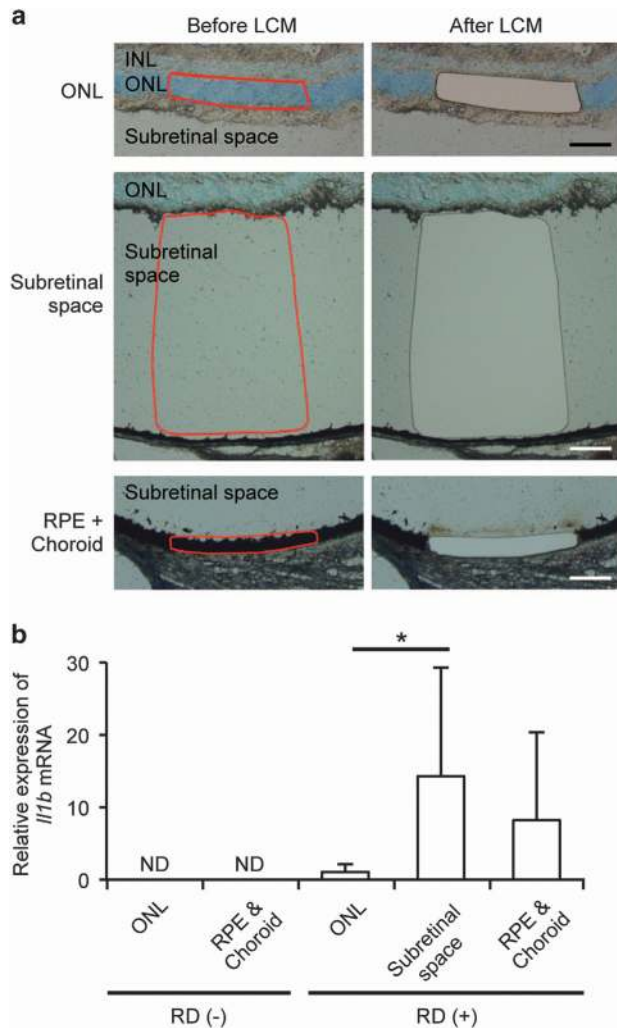 a
Before LCM
After LCM
ONL
INL
ONL
Subretinal space
Subretinal
space
ONL
Subretinal
space
RPE +
Choroid
Subretinal space
b
Relative expression of
Il1b mRNA
30
20
10
0
*
ND
ND
ONL
RPE &
Choroid
ONL
Subretinal
space
RPE &
Choroid
RD (-)
RD (+)